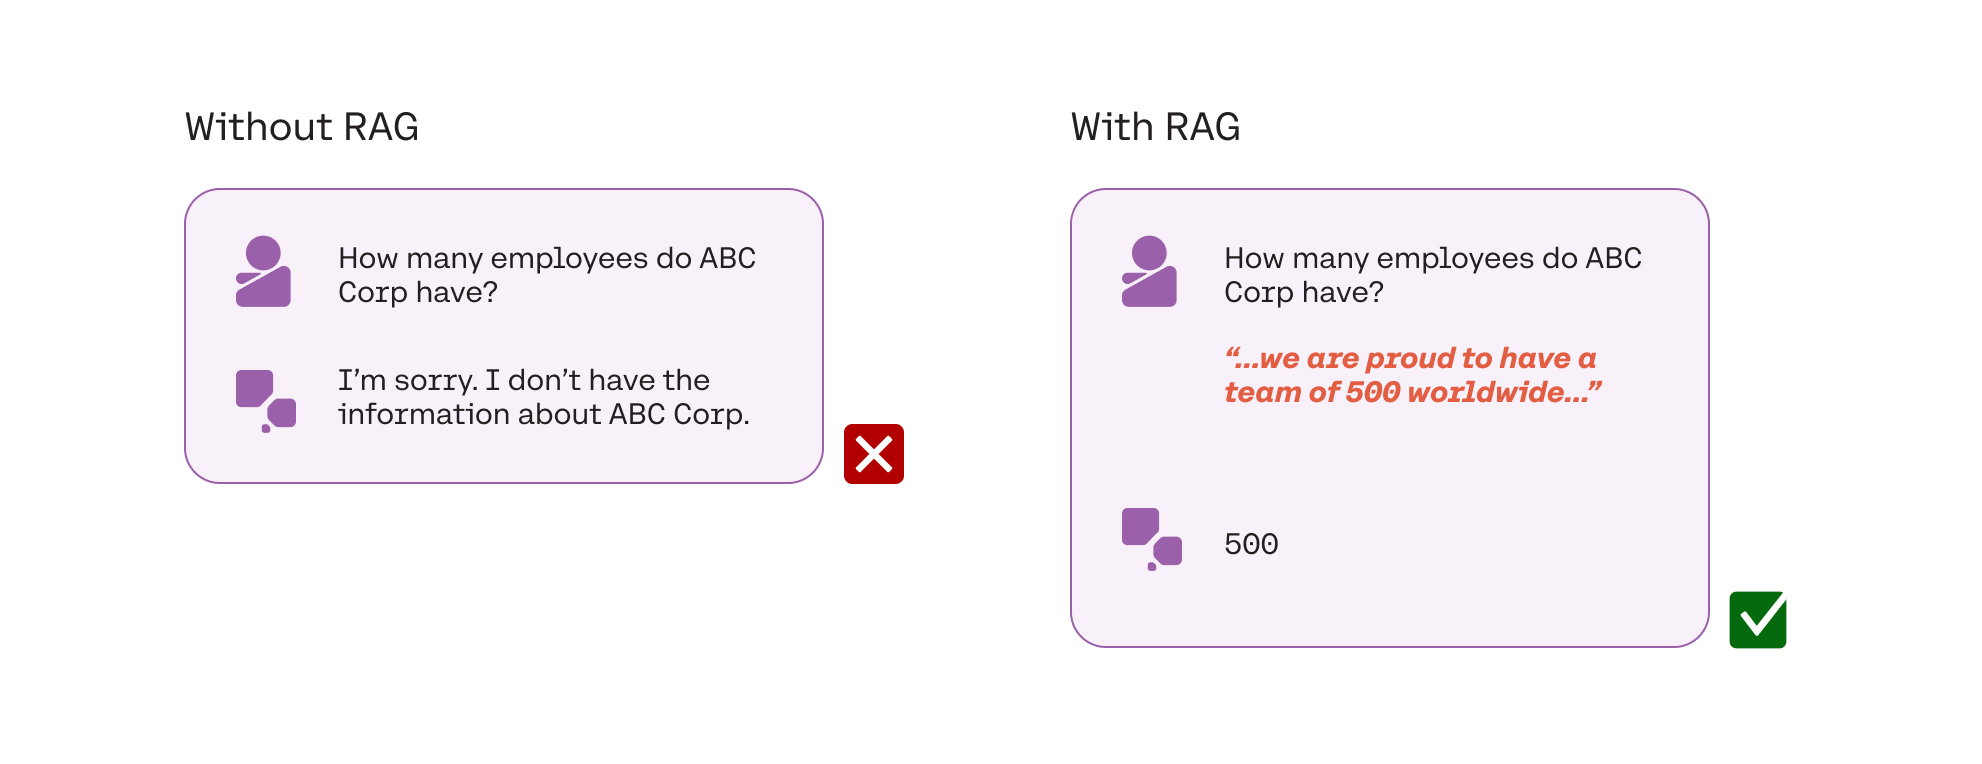 Without RAG
How many employees do ABC
Corp have?
I’m sorry. I don’t have the
information about ABC Corp.
With RAG
How many employees do ABC
Corp have?
“...we are proud to have a
team of 500 worldwide...”
500